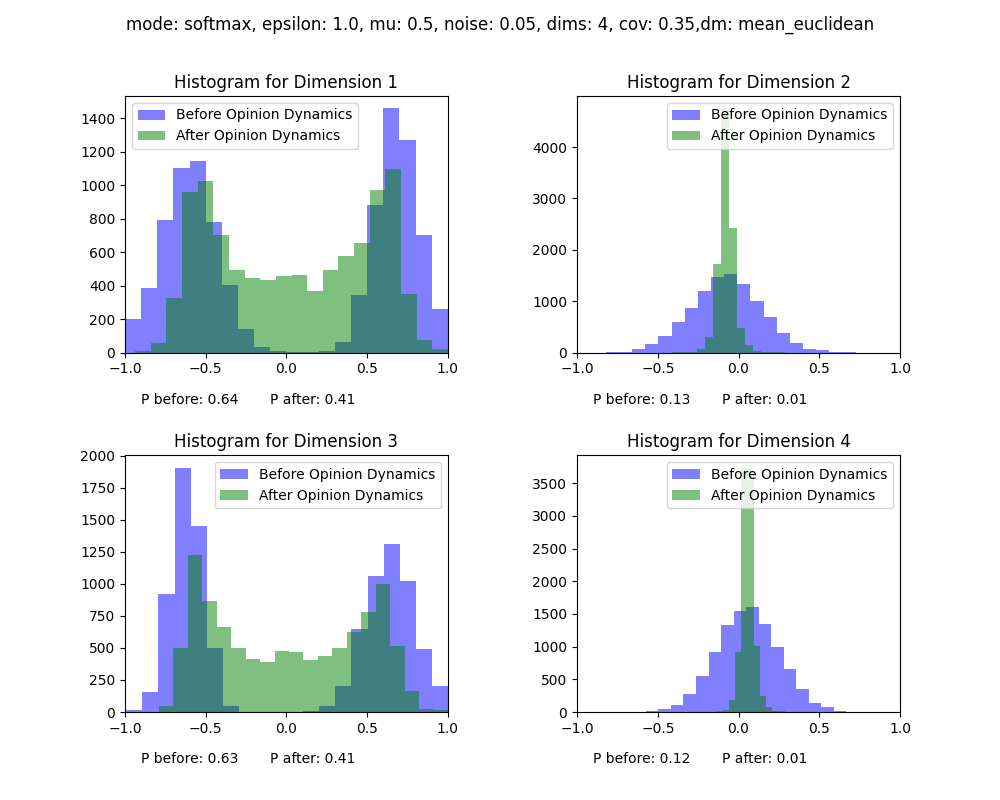 mode: softmax, epsilon: 1.0, mu: 0.5, noise: 0.05, dims: 4, cov: 0.35,dm: mean_euclidean
Histogram for Dimension 1
Before Opinion Dynamics
After Opinion Dynamics
1400
1200
1000
800
600
400
200
0
−1.0 −0.5 0.0 0.5 1.0
P before: 0.64 P after: 0.41
Histogram for Dimension 2
Before Opinion Dynamics
After Opinion Dynamics
4000
3000
2000
1000
0
−1.0 −0.5 0.0 0.5 1.0
P before: 0.13 P after: 0.01
Histogram for Dimension 3
Before Opinion Dynamics
After Opinion Dynamics
2000
1750
1500
1250
1000
750
500
250
0
−1.0 −0.5 0.0 0.5 1.0
P before: 0.63 P after: 0.41
Histogram for Dimension 4
Before Opinion Dynamics
After Opinion Dynamics
3500
3000
2500
2000
1500
1000
500
0
−1.0 −0.5 0.0 0.5 1.0
P before: 0.12 P after: 0.01